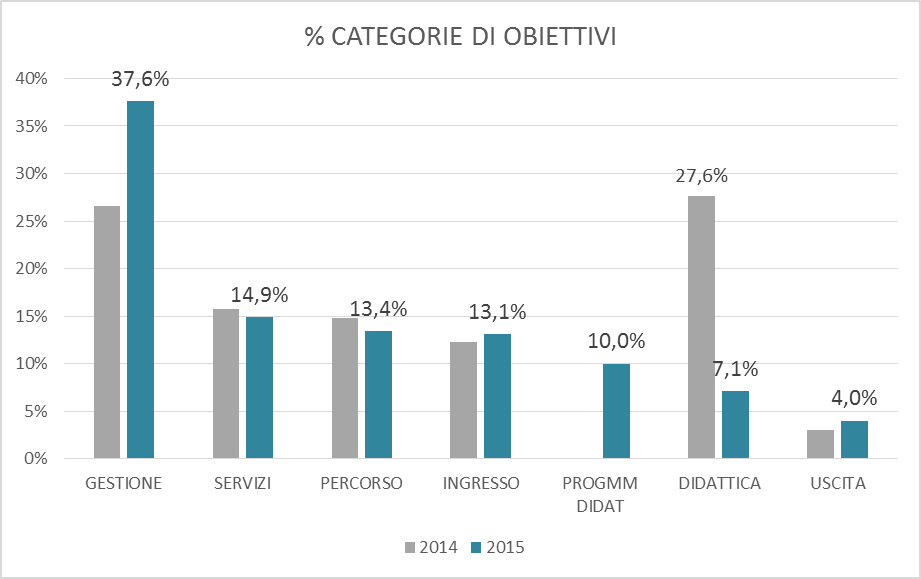 % CATEGORIE DI OBIETTIVI
40%
35%
30%
25%
20%
15%
10%
5%
0%
37,6%
14,9%
13,4%
13,1%
10,0%
27,6%
7,1%
4,0%
GESTIONE
SERVIZI
PERCORSO
INGRESSO
PROGMM
DIDAT
DIDATTICA
USCITA
2014
2015